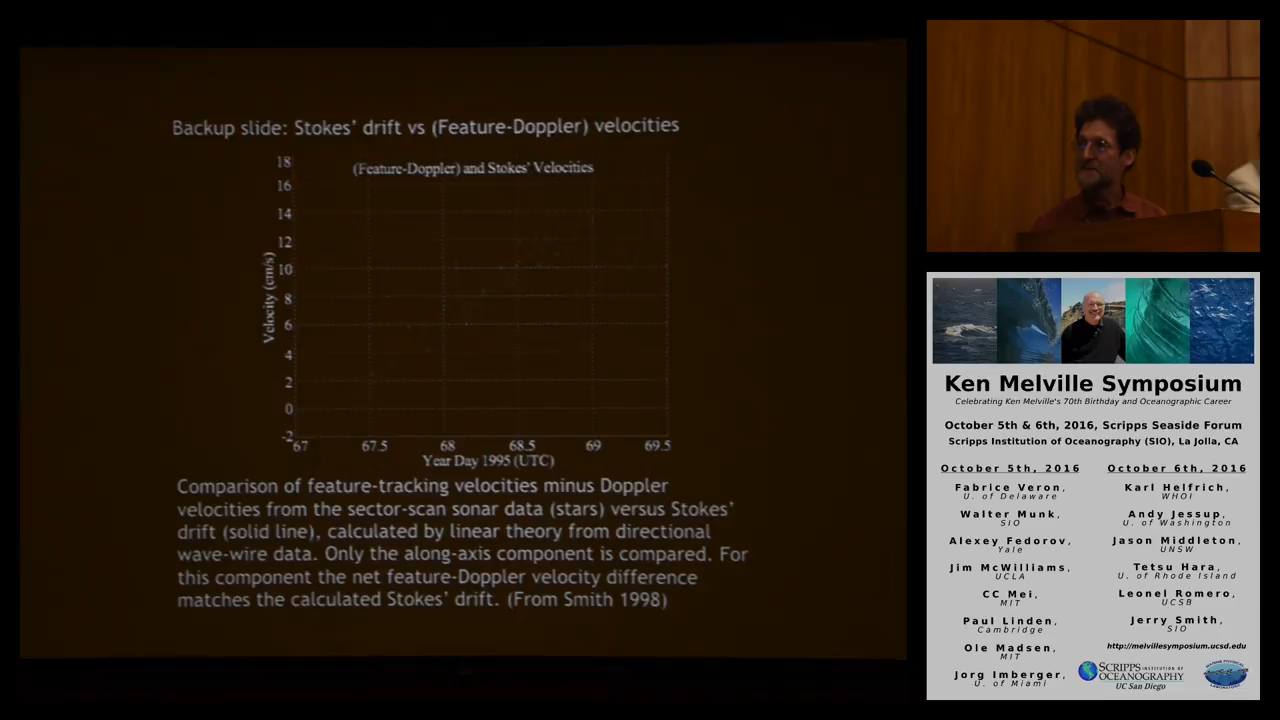 Backup slide: Stokes' drift vs (Feature-Doppler) velocities
(Feature-Doppler) and Stokes' Velocities
18
16
14
12
10
8
6
4
2
0
-2
Velocity (cm/s)
67 67.5 68 68.5 69 69.5
Year Day 1995 (UTC)
Comparison of feature-tracking velocities minus Doppler
velocities from the sector-scan sonar data (stars) versus Stokes'
drift (solid line), calculated by linear theory from directional
wave-wire data. Only the along-axis component is compared. For
this component the net feature-Doppler velocity difference
matches the calculated Stokes' drift. (From Smith 1998)
Ken Melville Symposium
Celebrating Ken Melville's 70th Birthday and Oceanographic Career
October 5th & 6th, 2016, Scripps Seaside Forum
Scripps Institution of Oceanography (SIO), La Jolla, CA
October 5th, 2016
Fabrice Veron,
U. of Delaware
Walter Munk,
SIO
Alexey Fedorov,
Yale
Jim McWilliams,
UCLA
CC Mei,
MIT
Paul Linden,
Cambridge
Ole Madsen,
MIT
Jorg Imberger,
U. of Miami
October 6th, 2016
Karl Helfrich,
WHOI
Andy Jessup,
U. of Washington
Jason Middleton,
UNSW
Tetsu Hara,
U. of Rhode Island
Leonel Romero,
UCSB
Jerry Smith,
SIO
http://melvillesymposium.ucsd.edu
SCRIPPS INSTITUTION OF
OCEANOGRAPHY
UC San Diego